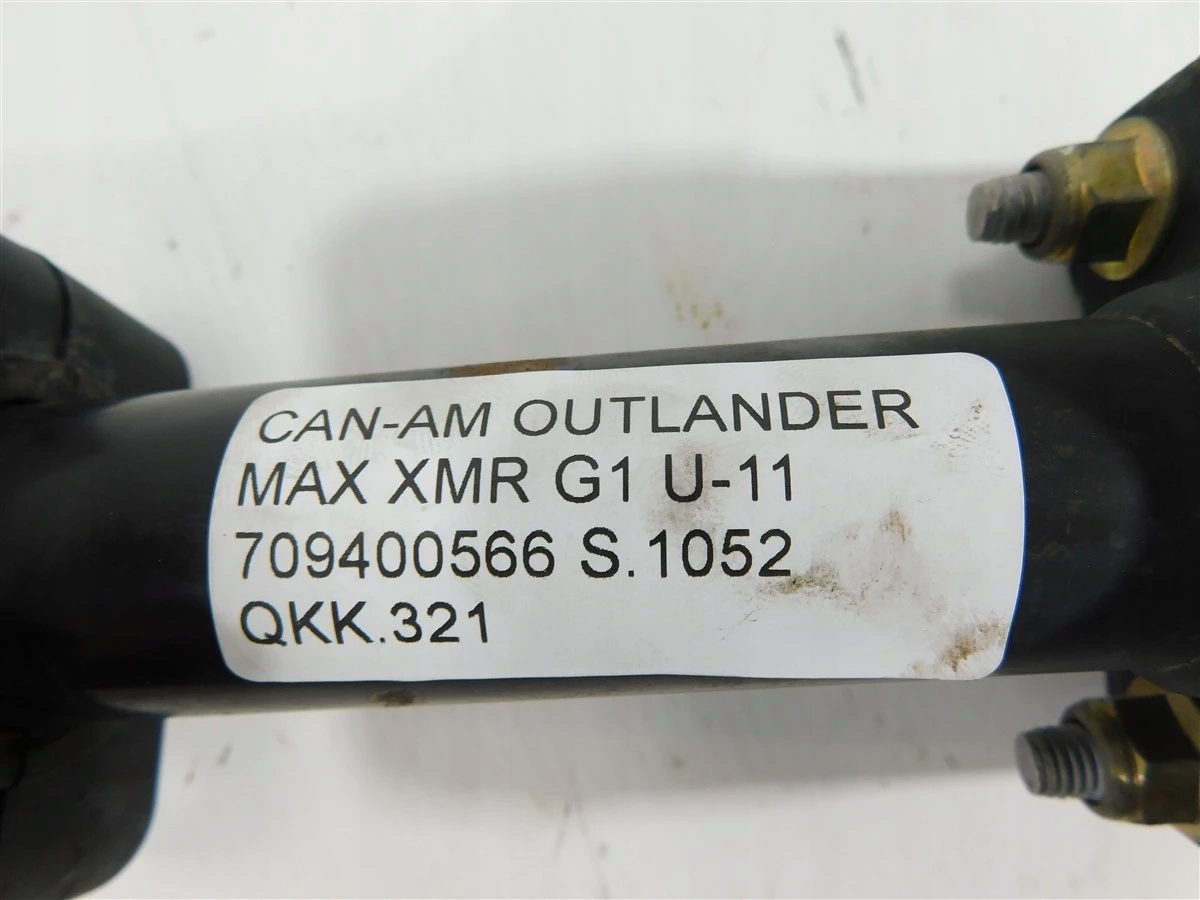 CAN-AM OUTLANDER
MAX XMR G1 U-11
709400566 S.1052
QKK.321